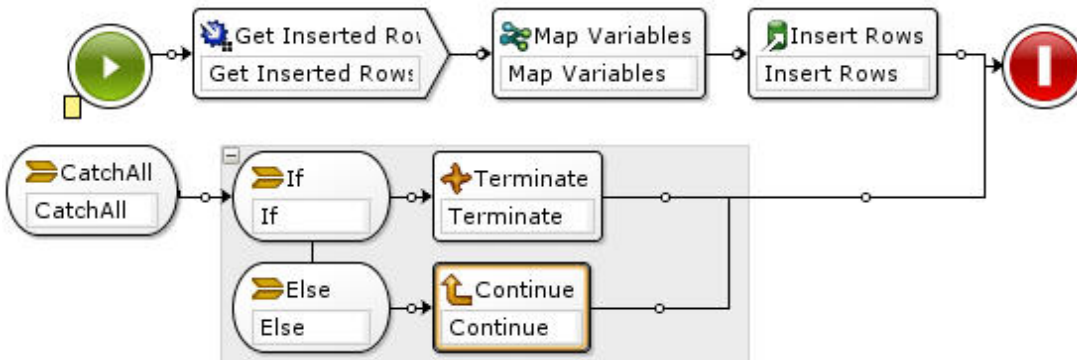 Get Inserted Rov
Get Inserted Rows
Map Variables
Map Variables
Insert Rows
Insert Rows
CatchAll
CatchAll
If
If
Terminate
Terminate
Else
Else
Continue
Continue